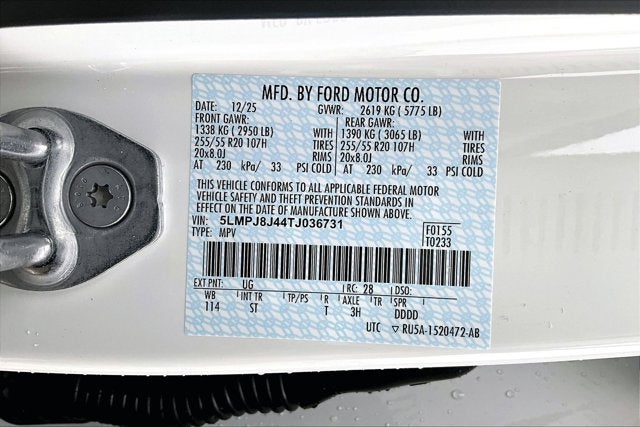 MFD. BY FORD MOTOR CO.
DATE: 12/25 GVWR: 2619 KG ( 5775 LB)
FRONT GAWR: REAR GAWR:
1338 KG ( 2950 LB) WITH 1390 KG ( 3065 LB) WITH
255/55 R20 107H TIRES 255/55 R20 107H TIRES
20x8.0J RIMS 20x8.0J RIMS
AT 230 kPa/ 33 PSI COLD AT 230 kPa/ 33 PSI COLD
THIS VEHICLE CONFORMS TO ALL APPLICABLE FEDERAL MOTOR
VEHICLE SAFETY AND THEFT PREVENTION STANDARDS IN
EFFECT ON THE DATE OF MANUFACTURE SHOWN ABOVE.
VIN: 5LMPJ8J44TJ036731 F0155
TYPE: MPV T0233
EXT PNT: UG RC: 28 DSO:
WB INT TR TP/PS R AXLE TR SPR
114 ST T 3H DDDD
UTC ▽ RU5A-1520472-AB